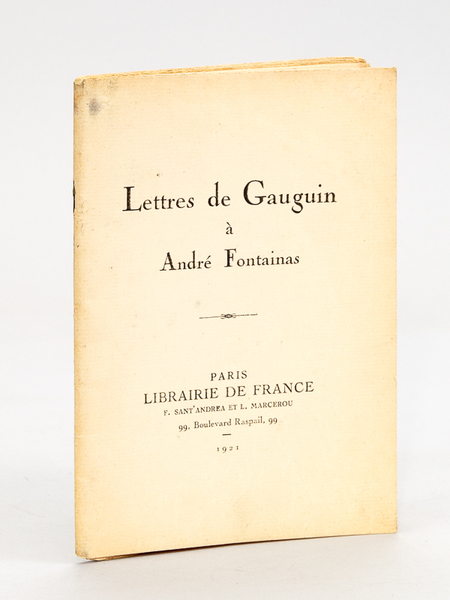 Lettres de Gauguin
à
André Fontainas
PARIS
LIBRAIRIE DE FRANCE
F. SANT'ANDREA ET L. MARCEROU
99, Boulevard Raspail, 99
1921